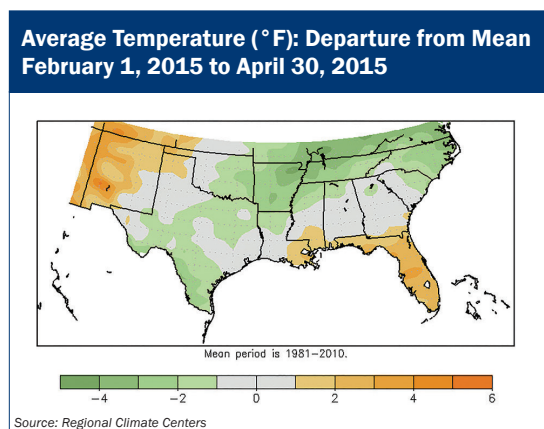 Average Temperature (°F): Departure from Mean
February 1, 2015 to April 30, 2015
Mean period is 1981–2010.
−4 −2 0 2 4 6
Source: Regional Climate Centers